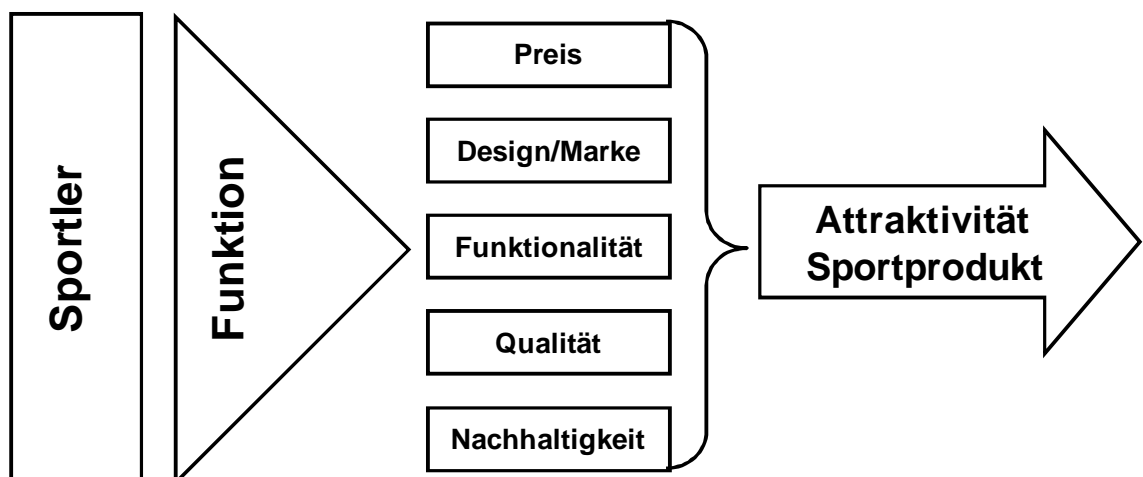 Sportler
Funktion
Preis
Design/Marke
Funktionalität
Qualität
Nachhaltigkeit
Attraktivität
Sportprodukt